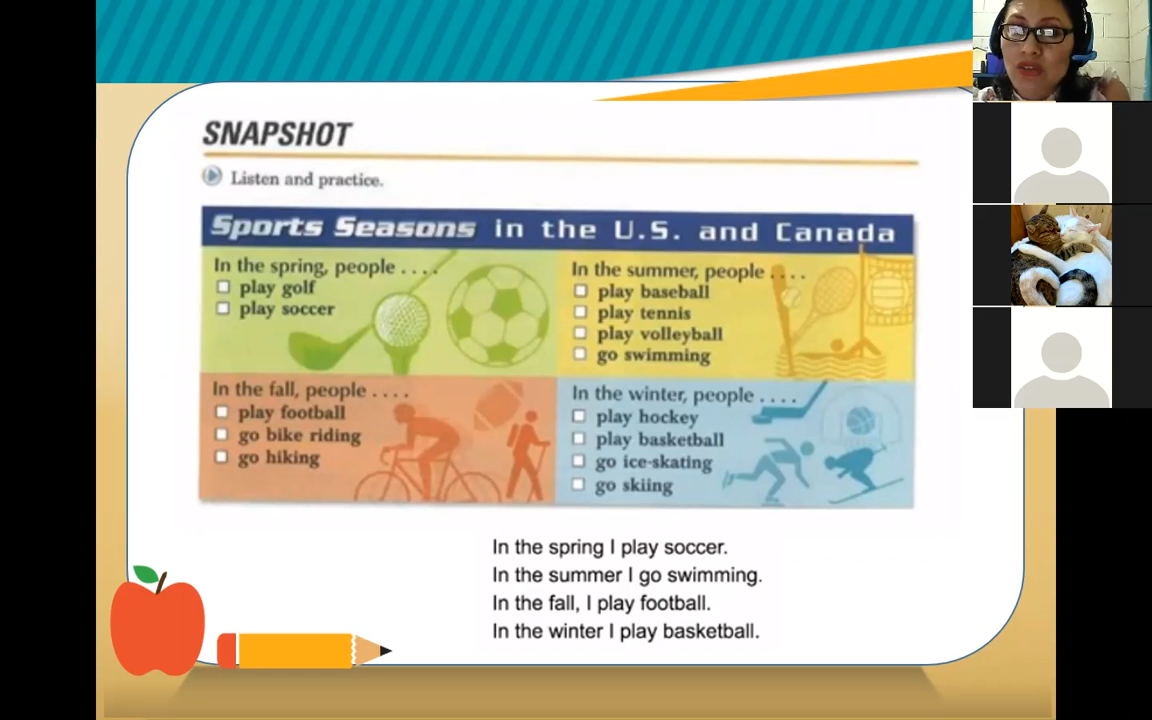 SNAPSHOT
Listen and practice.
Sports Seasons in the U.S. and Canada
In the spring, people . . . .
play golf
play soccer
In the summer, people . . . .
play baseball
play tennis
play volleyball
go swimming
In the fall, people . . . .
play football
go bike riding
go hiking
In the winter, people . . . .
play hockey
play basketball
go ice-skating
go skiing
In the spring I play soccer.
In the summer I go swimming.
In the fall, I play football.
In the winter I play basketball.